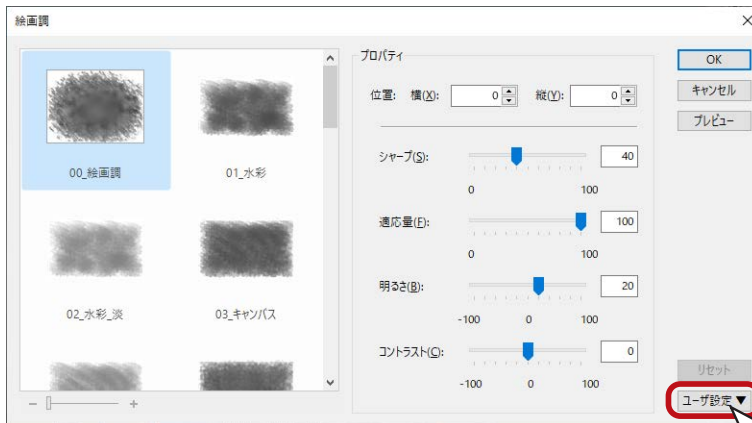 絵画調
00_絵画調
01_水彩
02_水彩_淡
03_キャンバス
プロパティ
位置: 横(X): 0 縦(Y): 0
シャープ(S): 40
0 100
適応量(F): 100
0 100
明るさ(B): 20
-100 0 100
コントラスト(C): 0
-100 0 100
OK
キャンセル
プレビュー
リセット
ユーザ設定▼